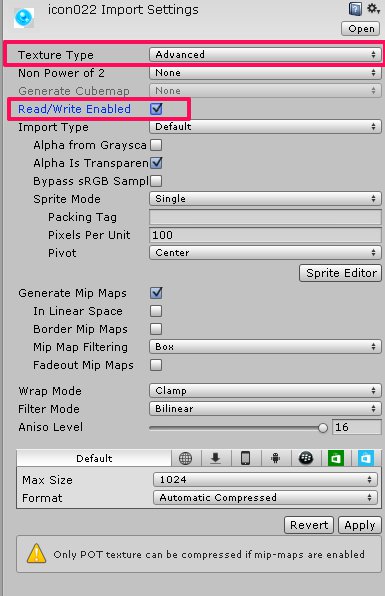 icon022 Import Settings
Open
Texture Type Advanced
Non Power of 2 None
Generate Cubemap None
Read/Write Enabled
Import Type Default
Alpha from Graysca
Alpha Is Transparen
Bypass sRGB Sampl
Sprite Mode Single
Packing Tag
Pixels Per Unit 100
Pivot Center
Sprite Editor
Generate Mip Maps
In Linear Space
Border Mip Maps
Mip Map Filtering Box
Fadeout Mip Maps
Wrap Mode Clamp
Filter Mode Bilinear
Aniso Level 16
Default
Max Size 1024
Format Automatic Compressed
Revert Apply
Only POT texture can be compressed if mip-maps are enabled